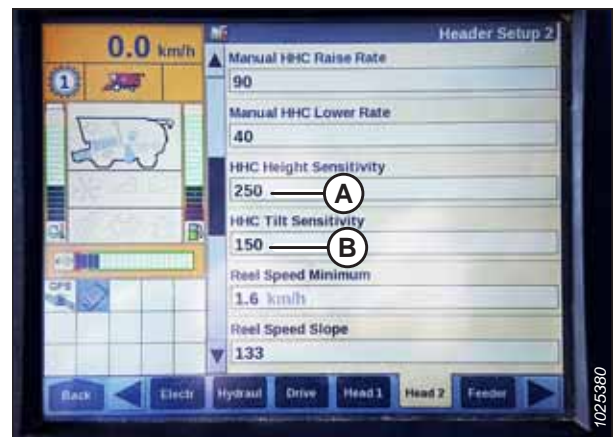 0.0 km/h
Header Setup 2
1
Manual HHC Raise Rate
90
Manual HHC Lower Rate
40
HHC Height Sensitivity
250
A
HHC Tilt Sensitivity
150
B
Reel Speed Minimum
1.6 km/h
Reel Speed Slope
133
GPS
Back
Electr
Hydraul
Drive
Head 1
Head 2
Feeder
1025380